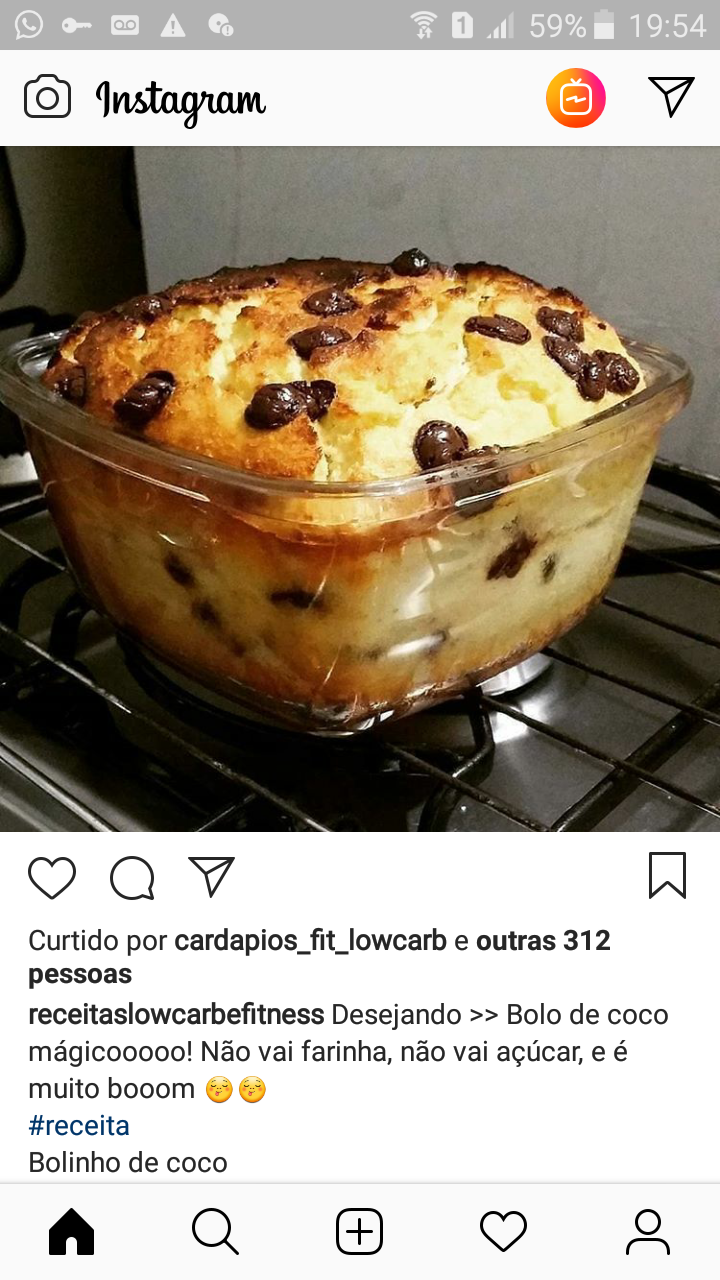 1 59% 19:54
Instagram
Curtido por cardapios_fit_lowcarb e outras 312
pessoas
receitaslowcarbefitness Desejando >> Bolo de coco
mágicooooo! Não vai farinha, não vai açúcar, e é
muito booom 😋😋
#receita
Bolinho de coco